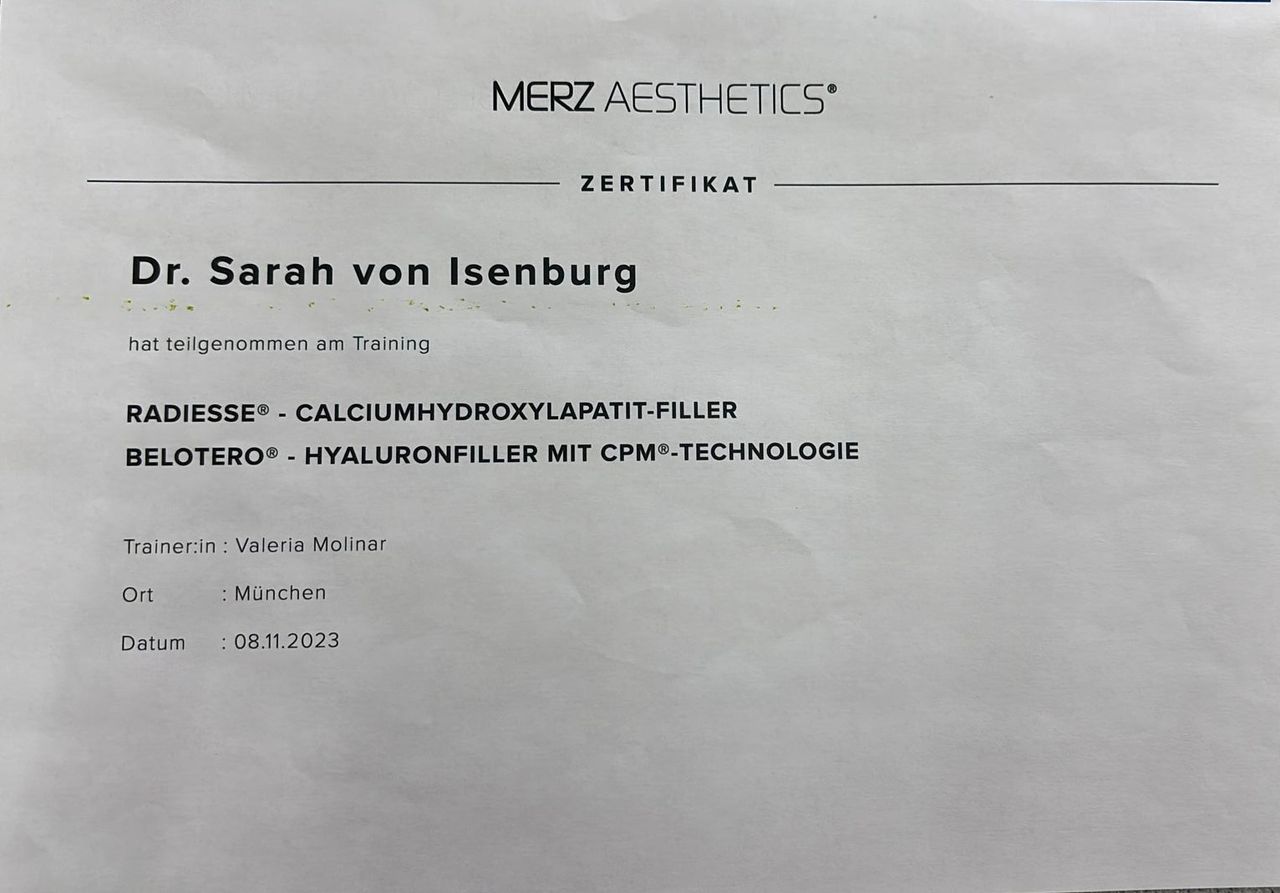 MERZ AESTHETICS®
ZERTIFIKAT
Dr. Sarah von Isenburg
hat teilgenommen am Training
RADIESSE® - CALCIUMHYDROXYLAPATIT-FILLER
BELOTERO® - HYALURONFILLER MIT CPM®-TECHNOLOGIE
Trainer:in : Valeria Molinar
Ort : München
Datum : 08.11.2023